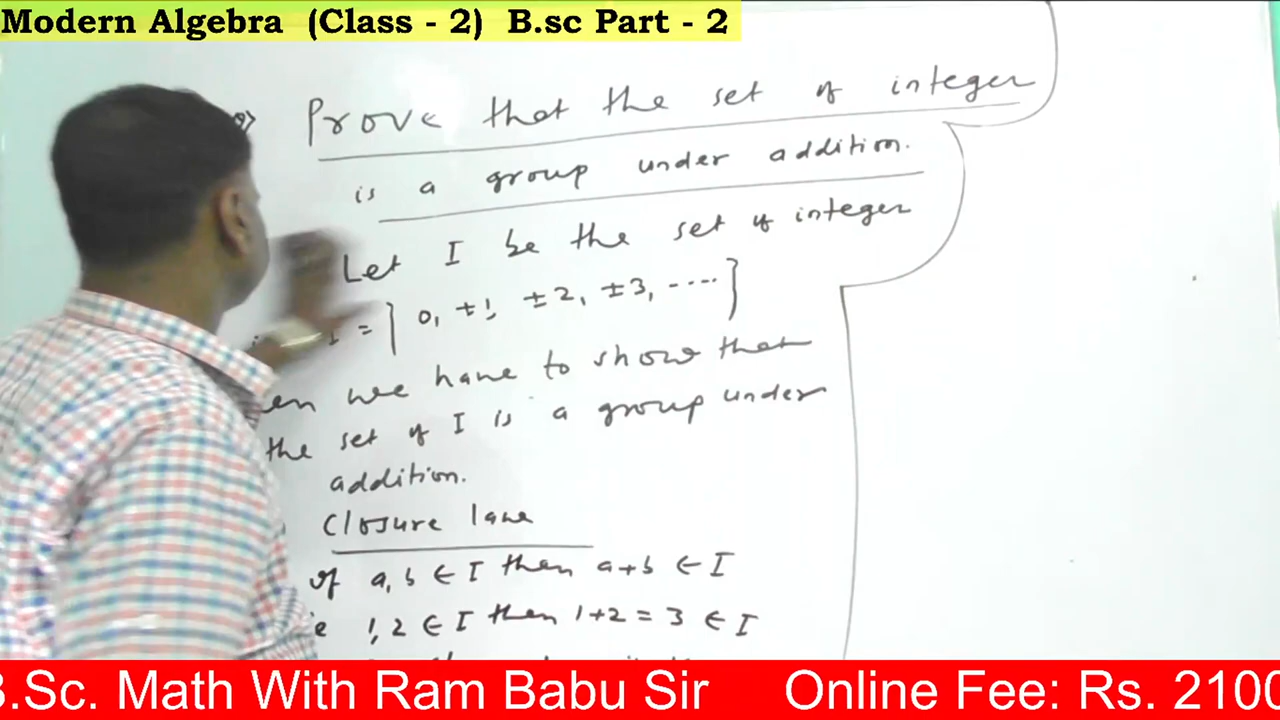 Modern Algebra (Class - 2) B.sc Part - 2
Prove that the set of integer
is a group under addition.
Let I be the set of integer
I = { 0, ±1, ±2, ±3, ---- }
we have to show that
the set of I is a group under
addition.
Closure law
If a, b ∈ I then a+b ∈ I
1, 2 ∈ I then 1+2 = 3 ∈ I
B.Sc. Math With Ram Babu Sir Online Fee: Rs. 2100